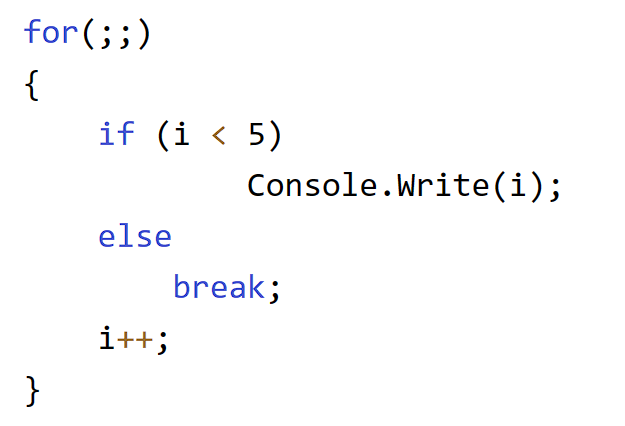 for(;;)
{
    if (i < 5)
            Console.Write(i);
    else
        break;
    i++;
}